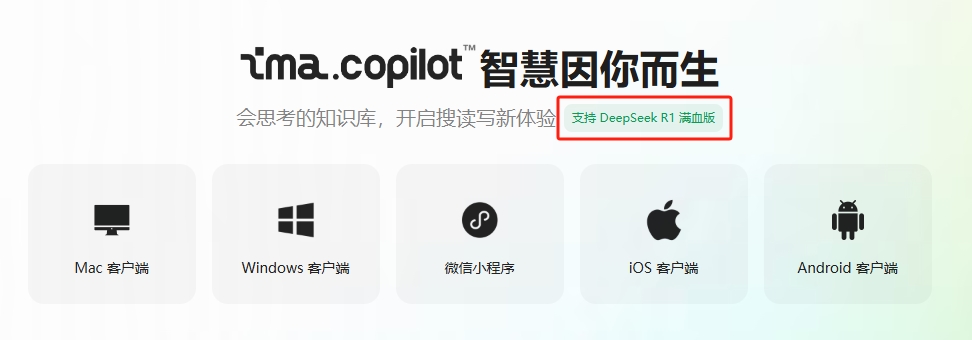 ima.copilot™ 智慧因你而生
会思考的知识库，开启搜读写新体验 支持 DeepSeek R1 满血版
Mac 客户端
Windows 客户端
微信小程序
iOS 客户端
Android 客户端